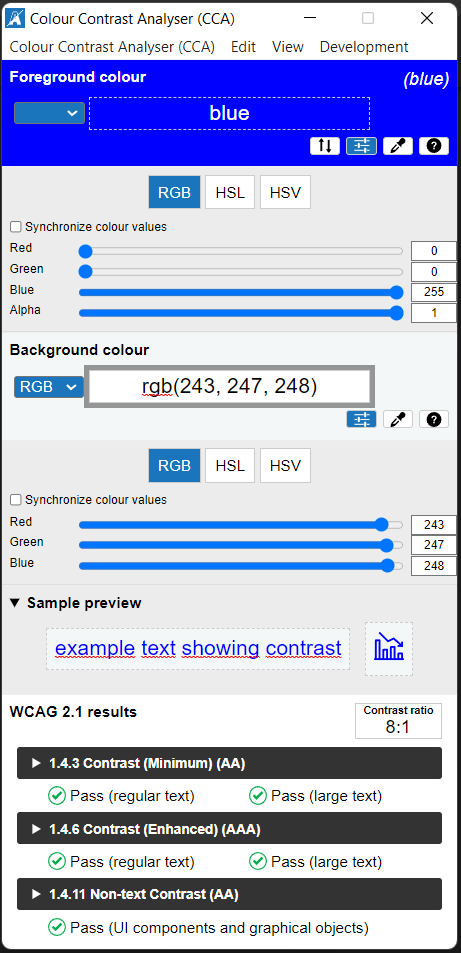 Colour Contrast Analyser (CCA)
Colour Contrast Analyser (CCA) Edit View Development
Foreground colour (blue)
blue
RGB HSL HSV
Synchronize colour values
Red 0
Green 0
Blue 255
Alpha 1
Background colour
RGB rgb(243, 247, 248)
RGB HSL HSV
Synchronize colour values
Red 243
Green 247
Blue 248
▼ Sample preview
example text showing contrast
WCAG 2.1 results
Contrast ratio
8:1
▶ 1.4.3 Contrast (Minimum) (AA)
Pass (regular text) Pass (large text)
▶ 1.4.6 Contrast (Enhanced) (AAA)
Pass (regular text) Pass (large text)
▶ 1.4.11 Non-text Contrast (AA)
Pass (UI components and graphical objects)